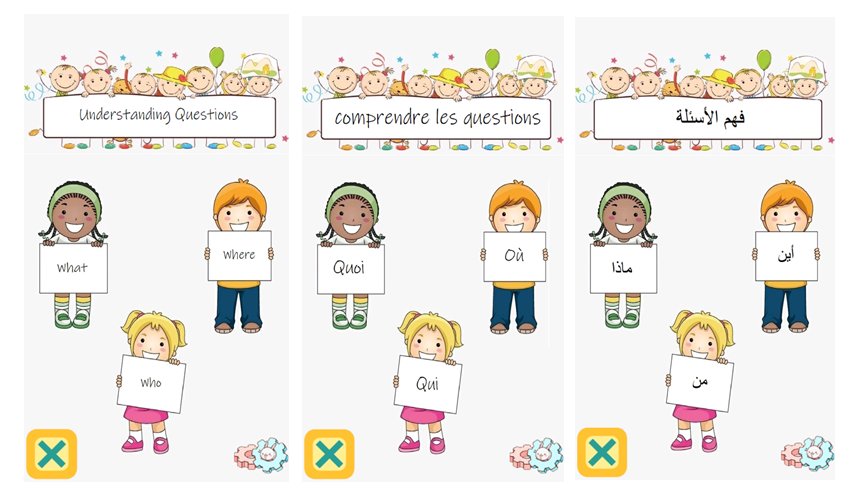 Understanding Questions
What
Where
Who
comprendre les questions
Quoi
Où
Qui
فهم الأسئلة
ماذا
أين
من